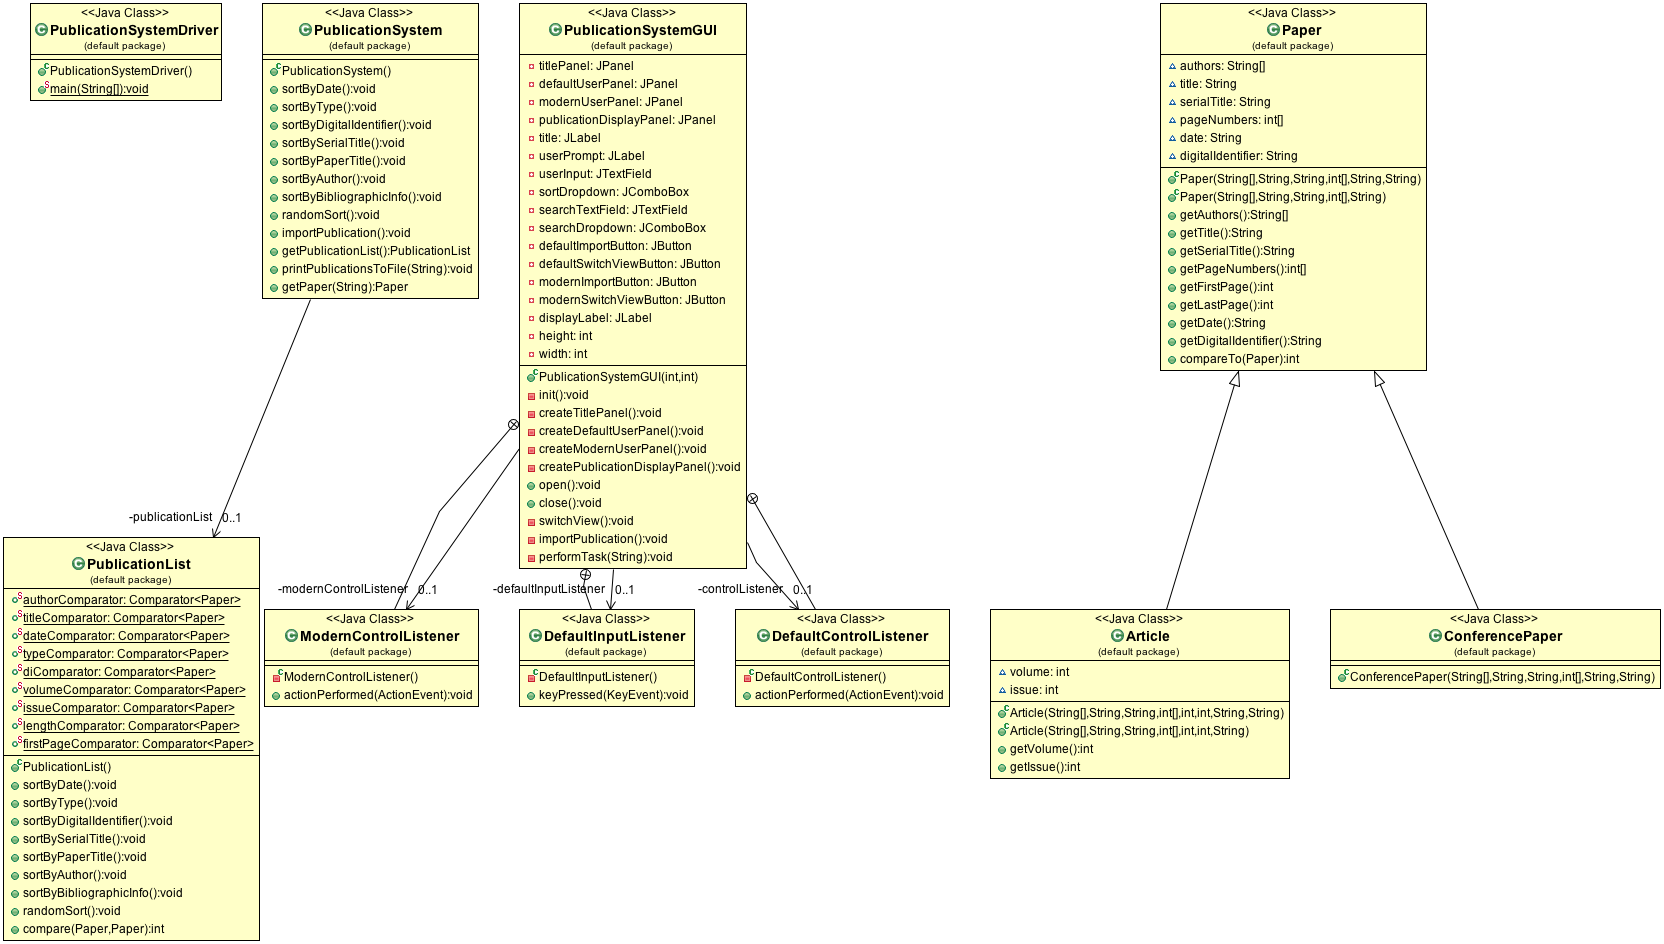 <<Java Class>>
PublicationSystemDriver
(default package)
PublicationSystemDriver()
main(String[]):void
<<Java Class>>
PublicationSystem
(default package)
PublicationSystem()
sortByDate():void
sortByType():void
sortByDigitalIdentifier():void
sortBySerialTitle():void
sortByPaperTitle():void
sortByAuthor():void
sortByBibliographicInfo():void
randomSort():void
importPublication():void
getPublicationList():PublicationList
printPublicationsToFile(String):void
getPaper(String):Paper
<<Java Class>>
PublicationSystemGUI
(default package)
titlePanel: JPanel
defaultUserPanel: JPanel
modernUserPanel: JPanel
publicationDisplayPanel: JPanel
title: JLabel
userPrompt: JLabel
userInput: JTextField
sortDropdown: JComboBox
searchTextField: JTextField
searchDropdown: JComboBox
defaultImportButton: JButton
defaultSwitchViewButton: JButton
modernImportButton: JButton
modernSwitchViewButton: JButton
displayLabel: JLabel
height: int
width: int
PublicationSystemGUI(int,int)
init():void
createTitlePanel():void
createDefaultUserPanel():void
createModernUserPanel():void
createPublicationDisplayPanel():void
open():void
close():void
switchView():void
importPublication():void
performTask(String):void
<<Java Class>>
Paper
(default package)
authors: String[]
title: String
serialTitle: String
pageNumbers: int[]
date: String
digitalIdentifier: String
Paper(String[],String,String,int[],String,String)
Paper(String[],String,String,int[],String)
getAuthors():String[]
getTitle():String
getSerialTitle():String
getPageNumbers():int[]
getFirstPage():int
getLastPage():int
getDate():String
getDigitalIdentifier():String
compareTo(Paper):int
-publicationList 0..1
<<Java Class>>
PublicationList
(default package)
authorComparator: Comparator<Paper>
titleComparator: Comparator<Paper>
dateComparator: Comparator<Paper>
typeComparator: Comparator<Paper>
diComparator: Comparator<Paper>
volumeComparator: Comparator<Paper>
issueComparator: Comparator<Paper>
lengthComparator: Comparator<Paper>
firstPageComparator: Comparator<Paper>
PublicationList()
sortByDate():void
sortByType():void
sortByDigitalIdentifier():void
sortBySerialTitle():void
sortByPaperTitle():void
sortByAuthor():void
sortByBibliographicInfo():void
randomSort():void
compare(Paper,Paper):int
-modernControlListener 0..1
<<Java Class>>
ModernControlListener
(default package)
ModernControlListener()
actionPerformed(ActionEvent):void
-defaultInputListener 0..1
<<Java Class>>
DefaultInputListener
(default package)
DefaultInputListener()
keyPressed(KeyEvent):void
-controlListener 0..1
<<Java Class>>
DefaultControlListener
(default package)
DefaultControlListener()
actionPerformed(ActionEvent):void
<<Java Class>>
Article
(default package)
volume: int
issue: int
Article(String[],String,String,int[],int,int,String,String)
Article(String[],String,String,int[],int,int,String)
getVolume():int
getIssue():int
<<Java Class>>
ConferencePaper
(default package)
ConferencePaper(String[],String,String,int[],String,String)